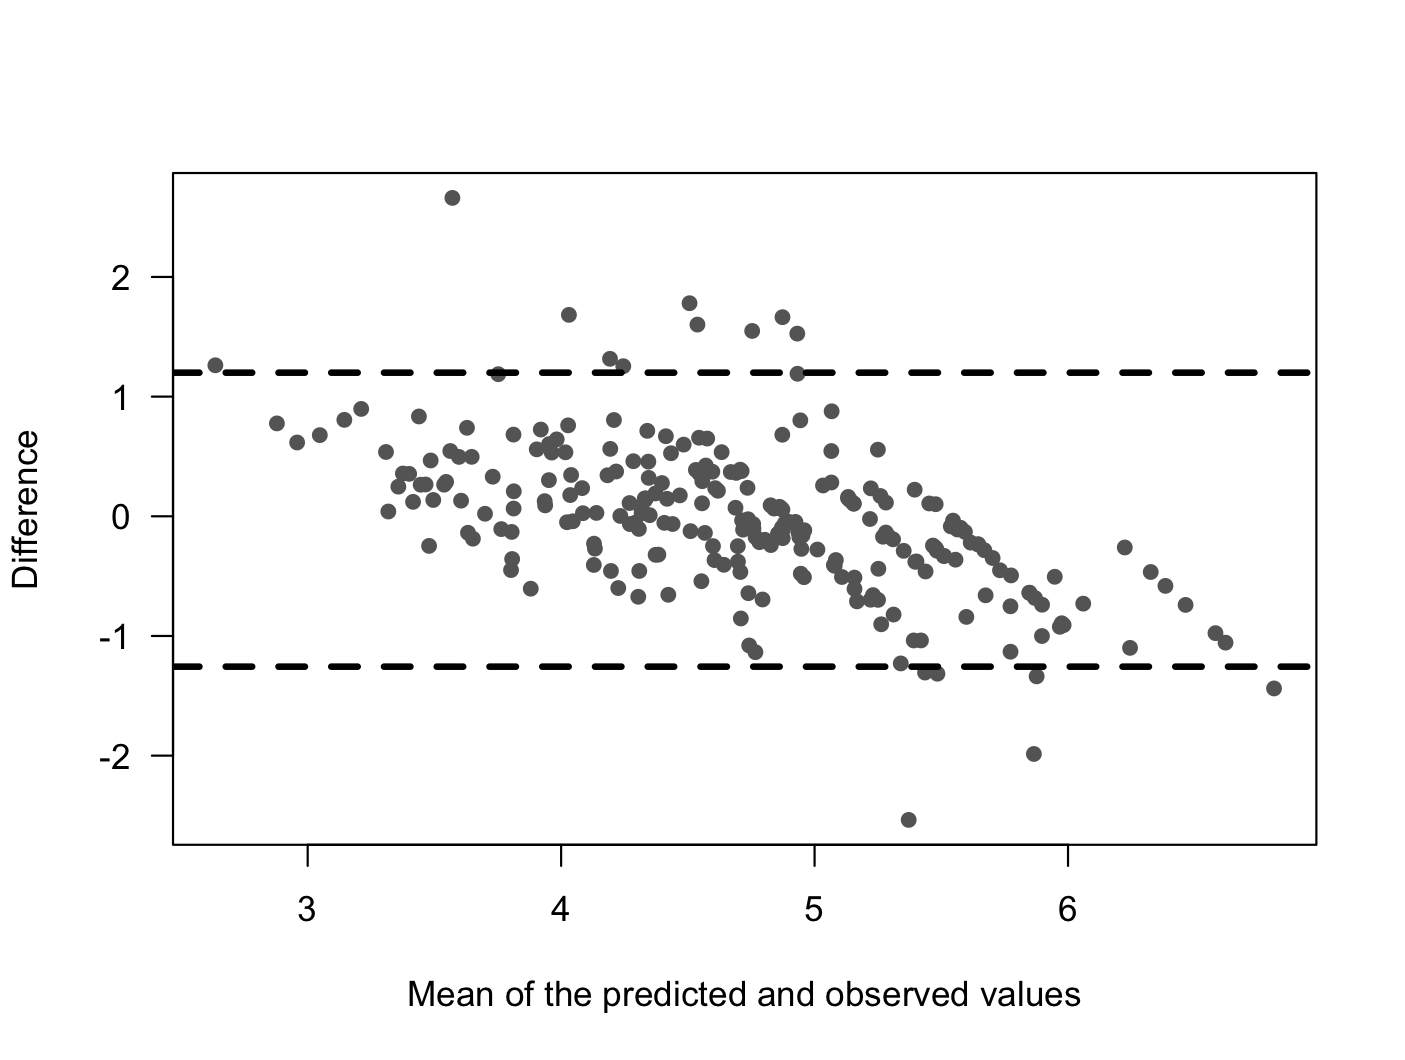 Difference
2
1
0
-1
-2
3 4 5 6
Mean of the predicted and observed values